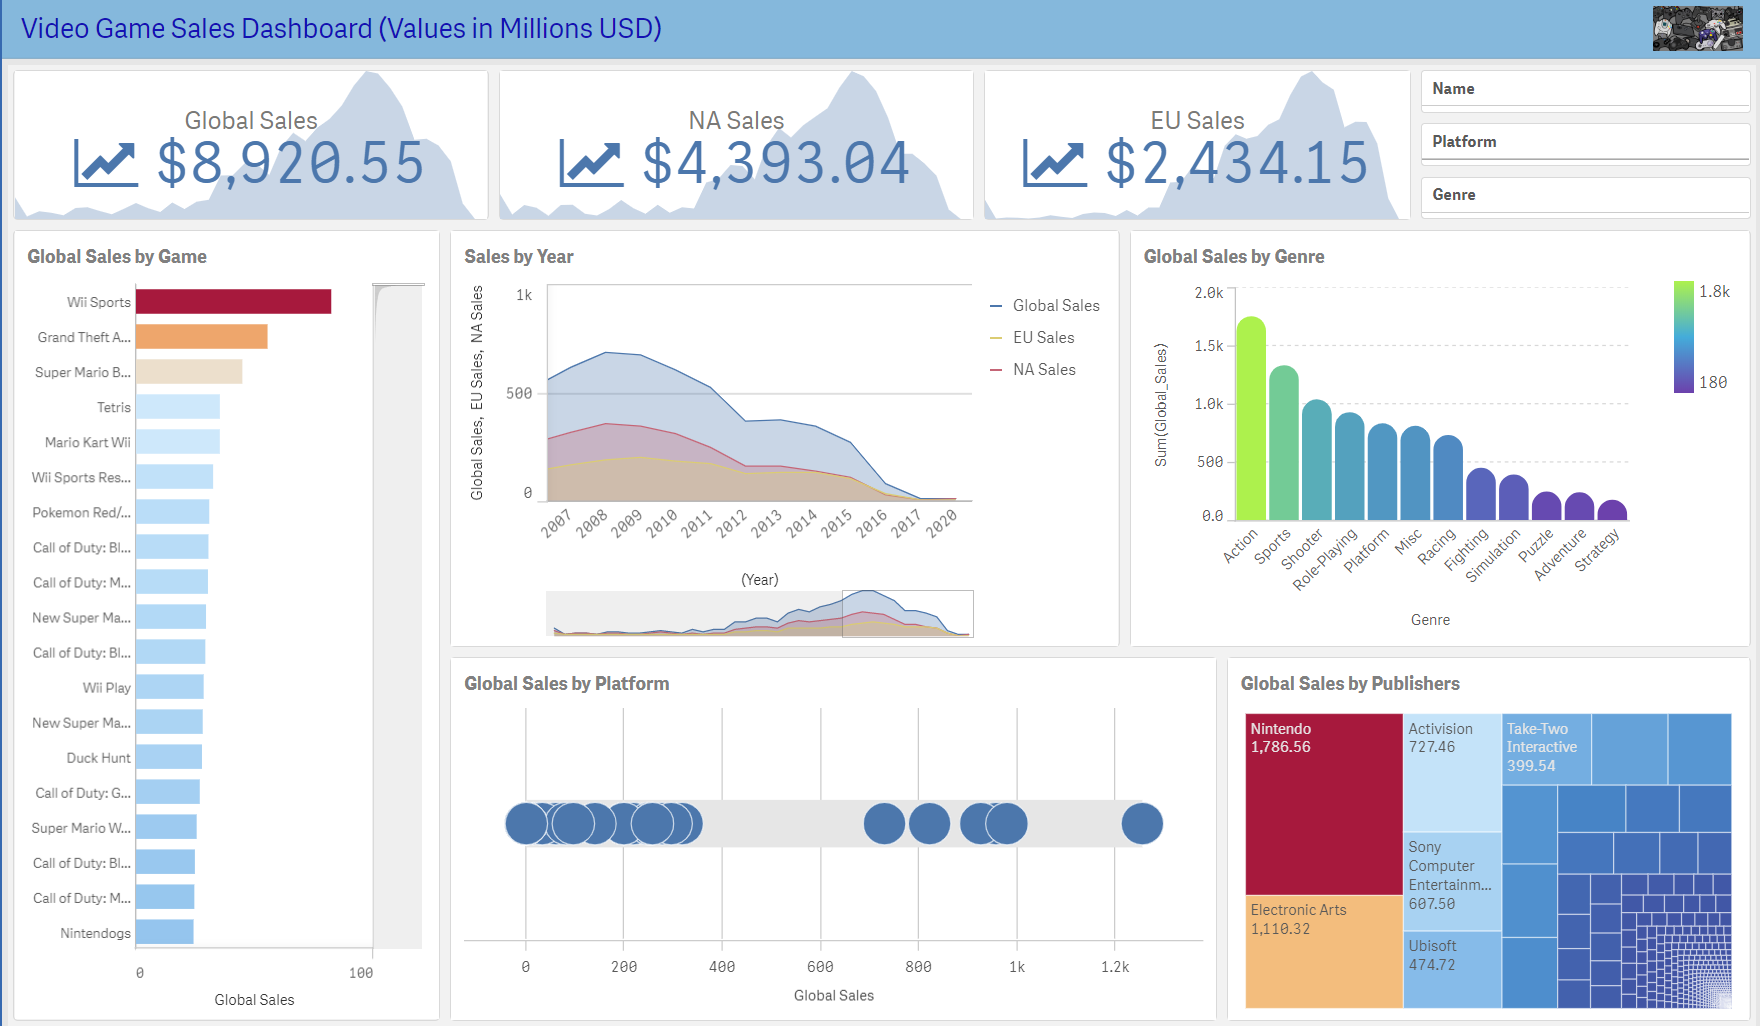 Video Game Sales Dashboard (Values in Millions USD)
Global Sales
$8,920.55
NA Sales
$4,393.04
EU Sales
$2,434.15
Name
Platform
Genre
Global Sales by Game
Wii Sports
Grand Theft A...
Super Mario B...
Tetris
Mario Kart Wii
Wii Sports Res...
Pokemon Red/...
Call of Duty: Bl...
Call of Duty: M...
New Super Ma...
Call of Duty: Bl...
Wii Play
New Super Ma...
Duck Hunt
Call of Duty: G...
Super Mario W...
Call of Duty: Bl...
Call of Duty: M...
Nintendogs
0 100
Global Sales
Sales by Year
Global Sales, EU Sales, NA Sales
1k
500
0
2007 2008 2009 2010 2011 2012 2013 2014 2015 2016 2017 2020
(Year)
Global Sales
EU Sales
NA Sales
Global Sales by Genre
Sum(Global_Sales)
2.0k
1.5k
1.0k
500
0.0
Action Sports Shooter Role-Playing Platform Misc Racing Fighting Simulation Puzzle Adventure Strategy
Genre
1.8k
180
Global Sales by Platform
0 200 400 600 800 1k 1.2k
Global Sales
Global Sales by Publishers
Nintendo
1,786.56
Electronic Arts
1,110.32
Activision
727.46
Sony
Computer
Entertainm...
607.50
Ubisoft
474.72
Take-Two
Interactive
399.54